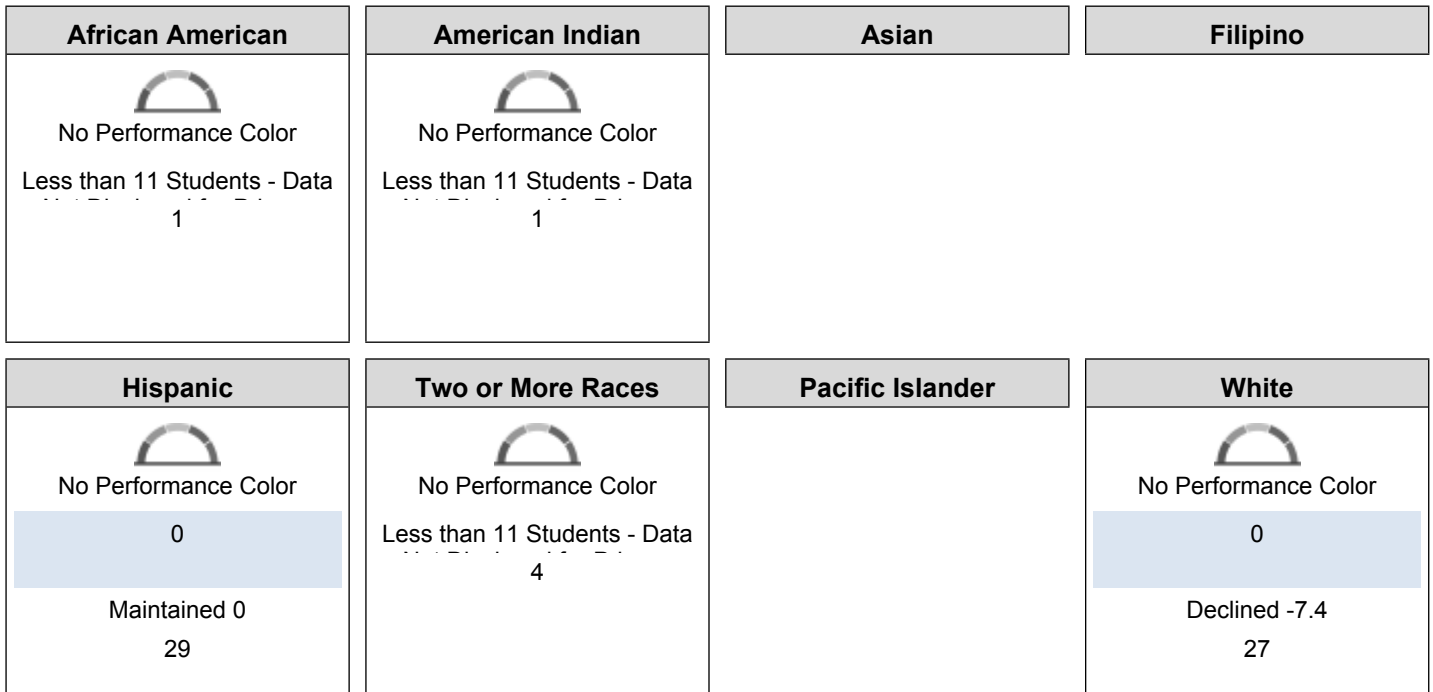 African American
American Indian
Asian
Filipino
No Performance Color
Less than 11 Students - Data
1
No Performance Color
Less than 11 Students - Data
1
Hispanic
Two or More Races
Pacific Islander
White
No Performance Color
0
Maintained 0
29
No Performance Color
Less than 11 Students - Data
4
No Performance Color
0
Declined -7.4
27